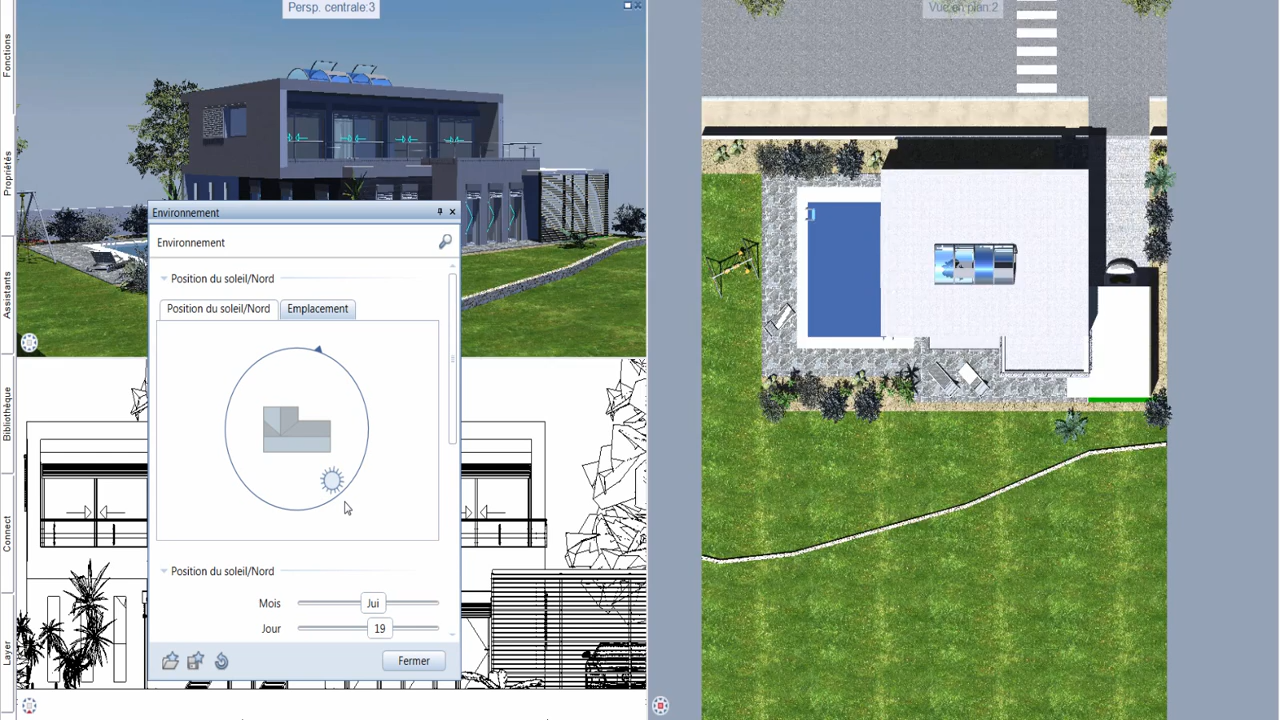 Persp. centrale:3
Vue en plan:2
Fonctions
Propriétés
Assistants
Bibliothèque
Connect
Layer
Environnement
Environnement
Position du soleil/Nord
Position du soleil/Nord
Emplacement
Position du soleil/Nord
Mois
Jui
Jour
19
Fermer